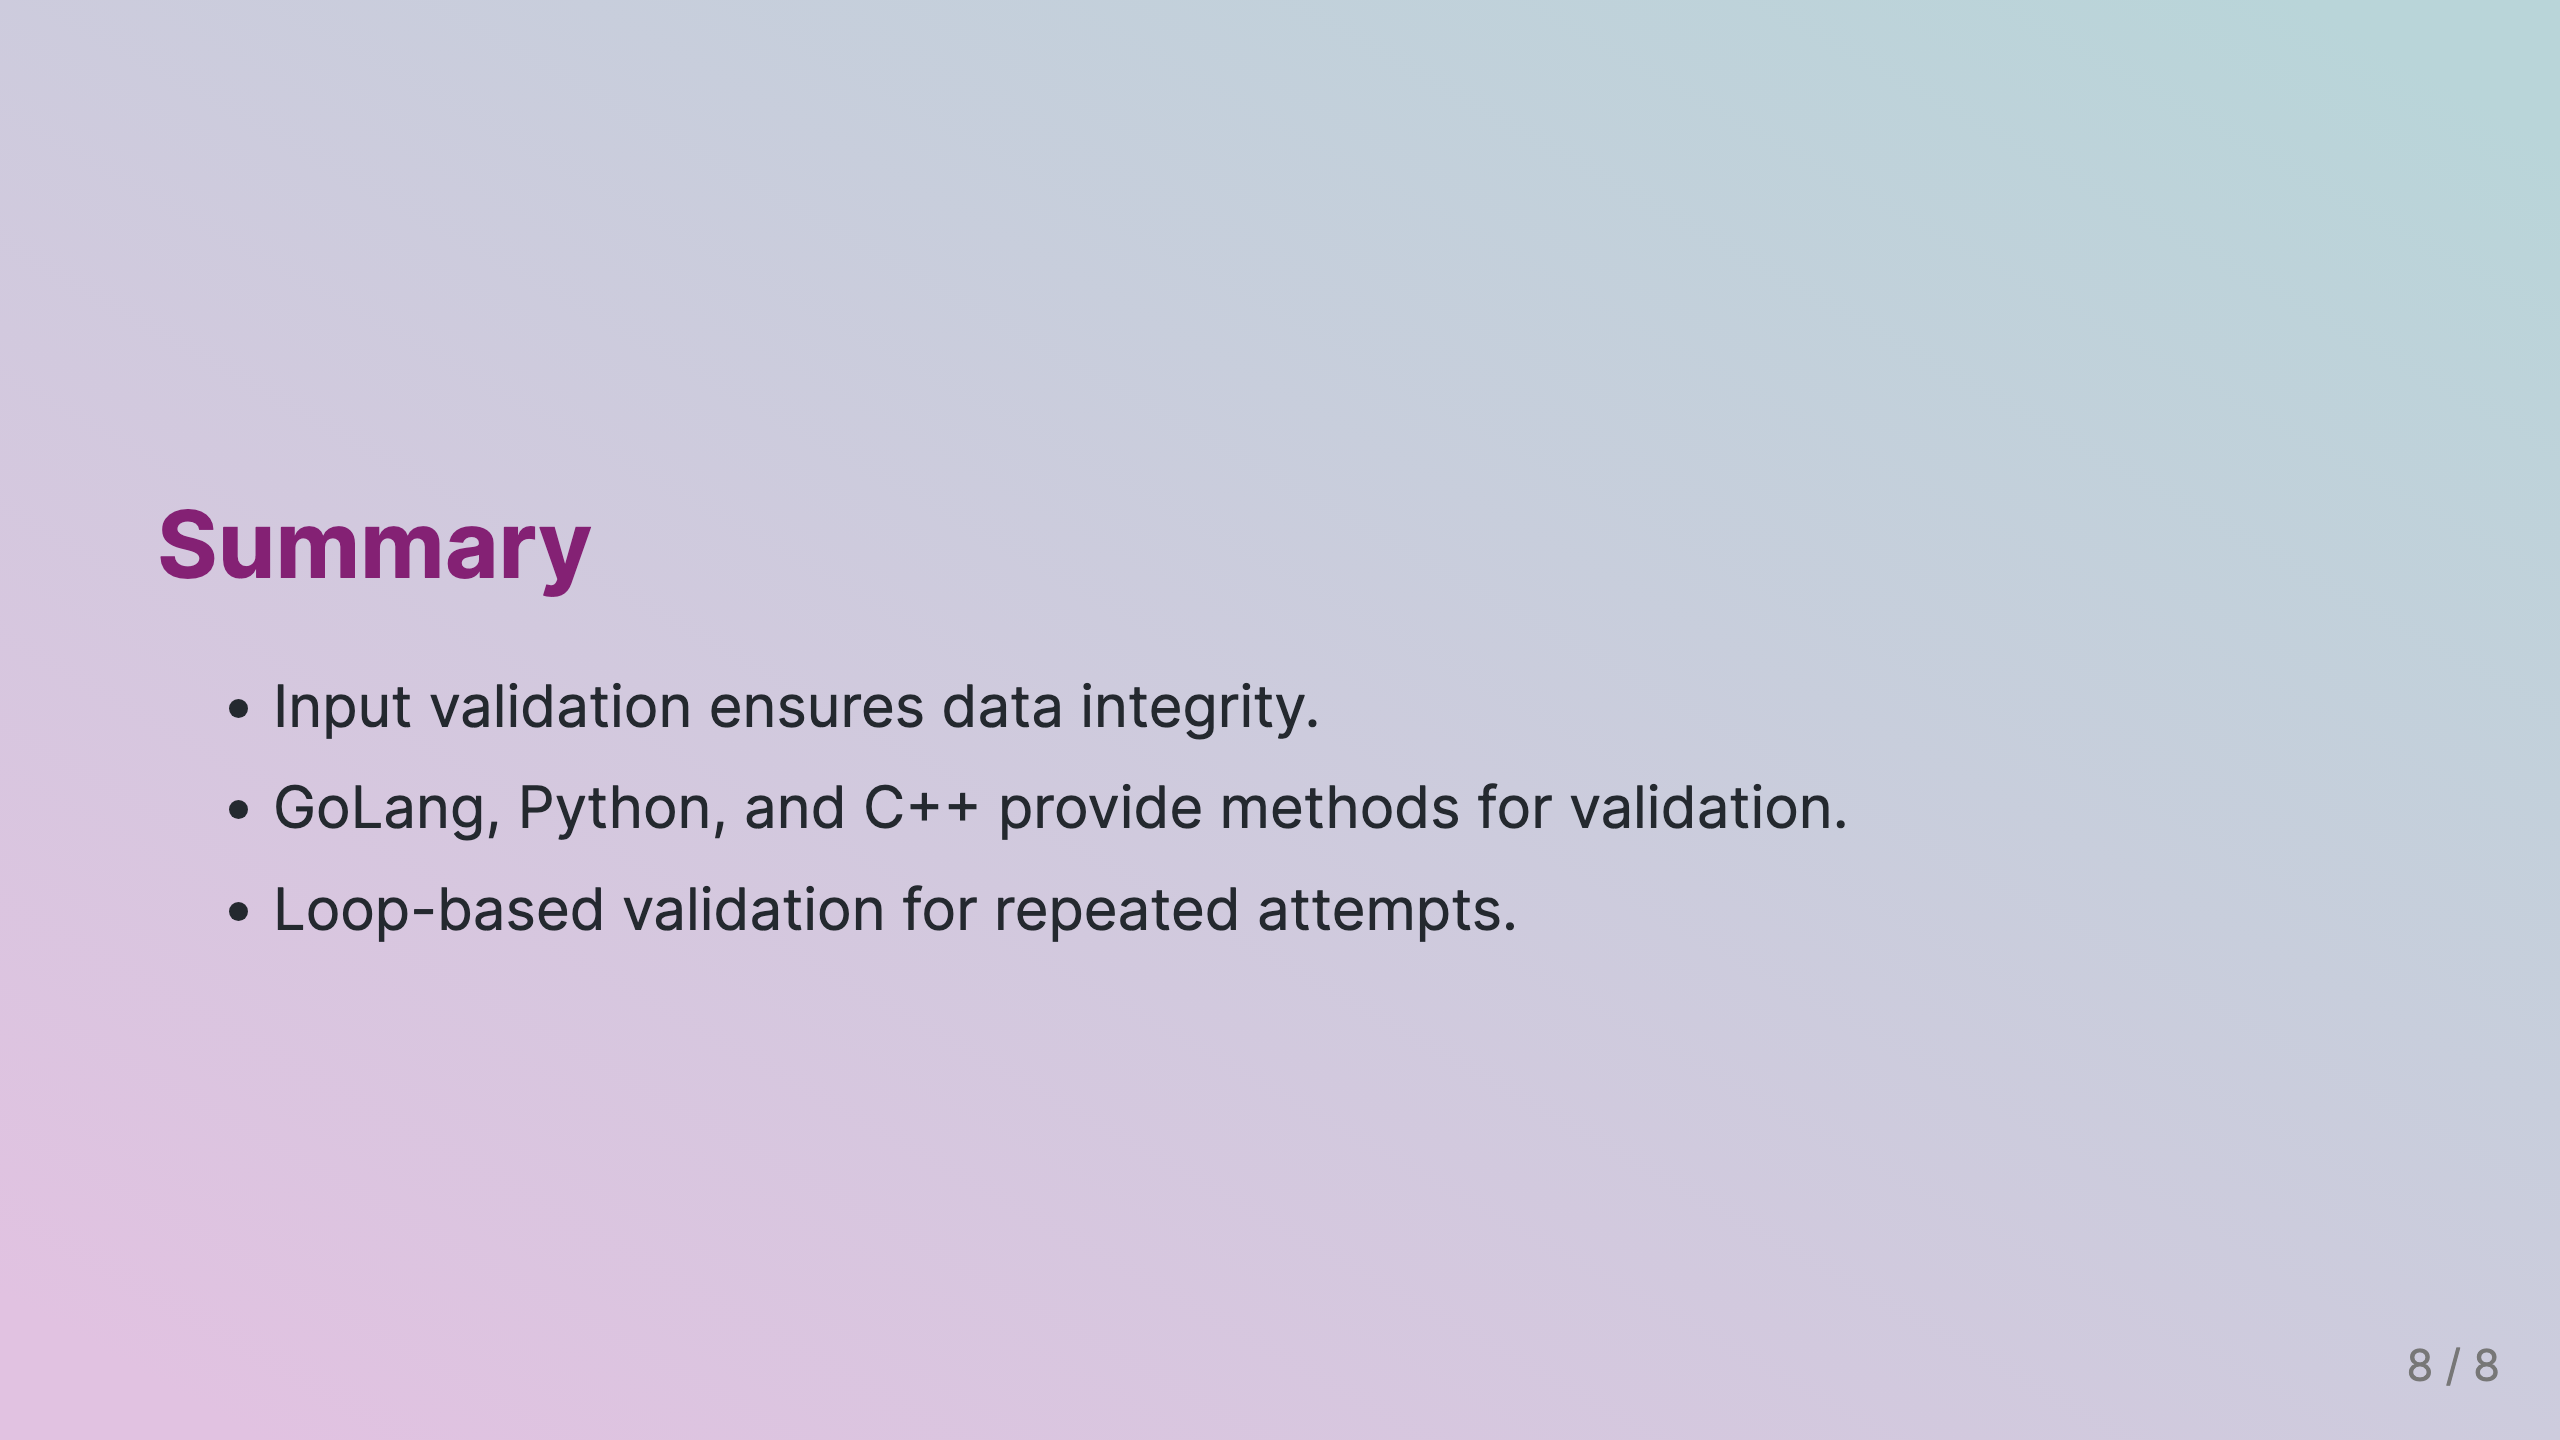 Summary
• Input validation ensures data integrity.
• GoLang, Python, and C++ provide methods for validation.
• Loop-based validation for repeated attempts.
8 / 8